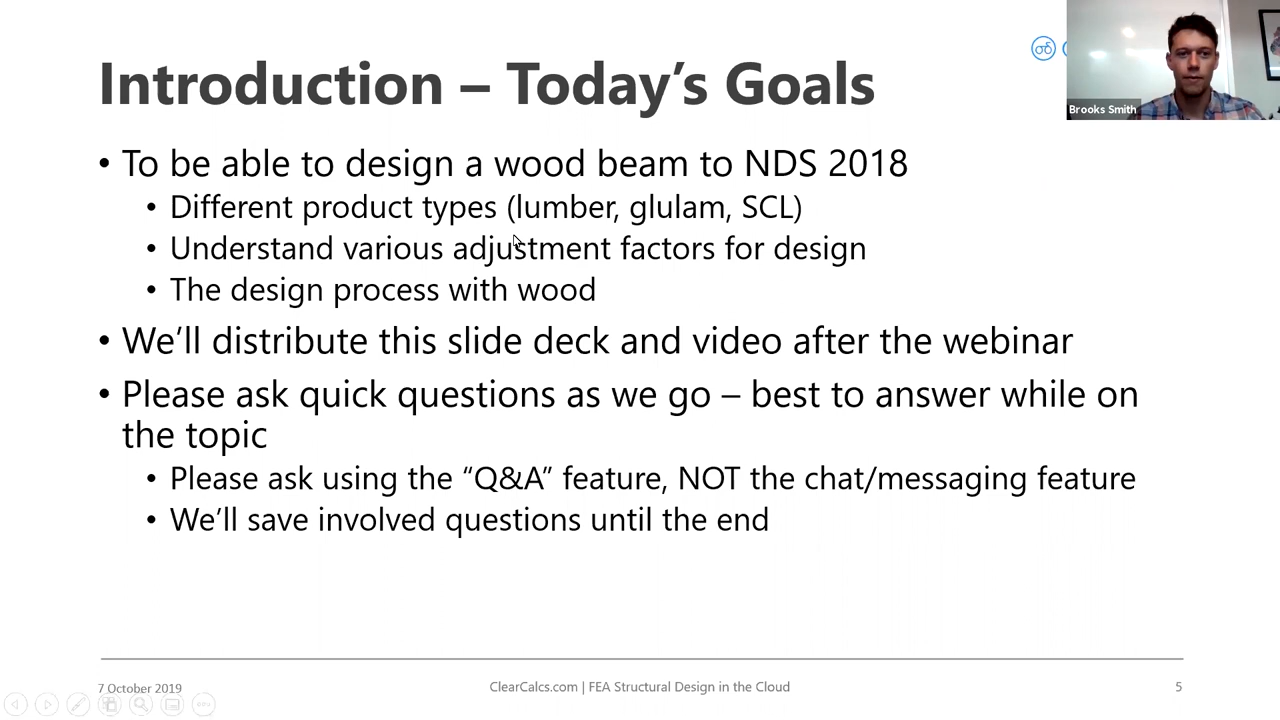 Introduction – Today’s Goals
Brooks Smith
• To be able to design a wood beam to NDS 2018
• Different product types (lumber, glulam, SCL)
• Understand various adjustment factors for design
• The design process with wood
• We’ll distribute this slide deck and video after the webinar
• Please ask quick questions as we go – best to answer while on
the topic
• Please ask using the “Q&A” feature, NOT the chat/messaging feature
• We’ll save involved questions until the end
7 October 2019
ClearCalcs.com | FEA Structural Design in the Cloud
5